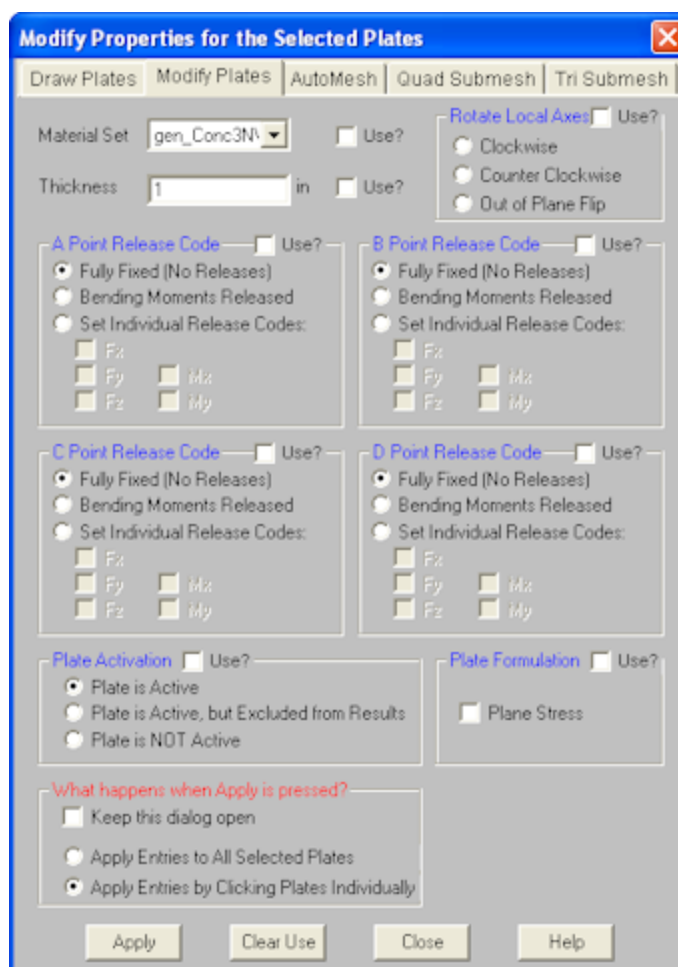 Modify Properties for the Selected Plates
Draw Plates Modify Plates AutoMesh Quad Submesh Tri Submesh
Material Set gen_Conc3N Use?
Thickness 1 in Use?
Rotate Local Axes Use?
Clockwise
Counter Clockwise
Out of Plane Flip
A Point Release Code Use?
Fully Fixed (No Releases)
Bending Moments Released
Set Individual Release Codes:
Fx
Fy Mx
Fz My
B Point Release Code Use?
Fully Fixed (No Releases)
Bending Moments Released
Set Individual Release Codes:
Fx
Fy Mx
Fz My
C Point Release Code Use?
Fully Fixed (No Releases)
Bending Moments Released
Set Individual Release Codes:
Fx
Fy Mx
Fz My
D Point Release Code Use?
Fully Fixed (No Releases)
Bending Moments Released
Set Individual Release Codes:
Fx
Fy Mx
Fz My
Plate Activation Use?
Plate is Active
Plate is Active, but Excluded from Results
Plate is NOT Active
Plate Formulation Use?
Plane Stress
What happens when Apply is pressed?
Keep this dialog open
Apply Entries to All Selected Plates
Apply Entries by Clicking Plates Individually
Apply Clear Use Close Help